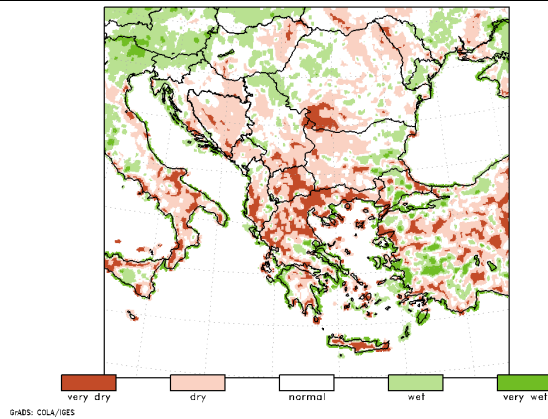 very dry
dry
normal
wet
very wet
GrADS: COLA/IGES